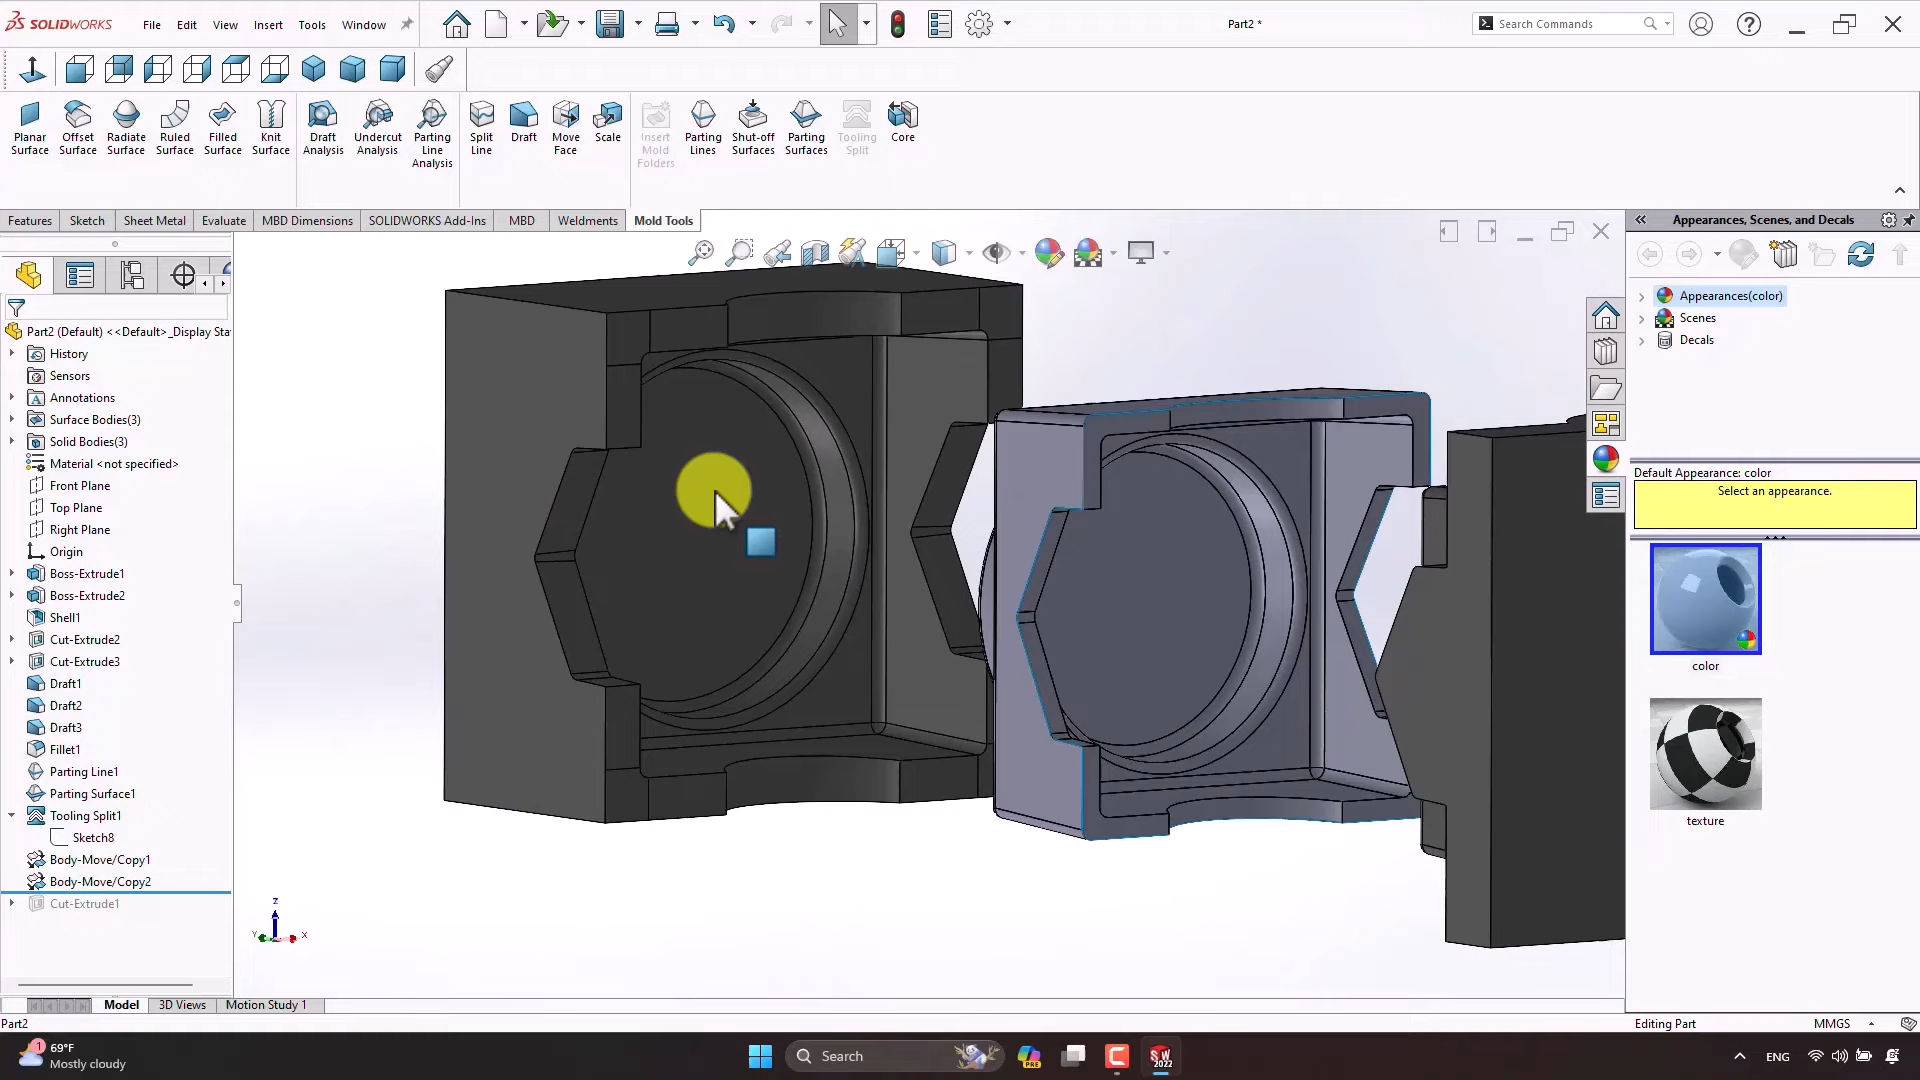 SOLIDWORKS File Edit View Insert Tools Window Part2 * Search Commands
Planar Surface
Offset Surface
Radiate Surface
Ruled Surface
Filled Surface
Knit Surface
Draft Analysis
Undercut Analysis
Parting Line Analysis
Split Line
Draft
Move Face
Scale
Insert Mold Folders
Parting Lines
Shut-off Surfaces
Parting Surfaces
Tooling Split
Core
Features Sketch Sheet Metal Evaluate MBD Dimensions SOLIDWORKS Add-Ins MBD Weldments Mold Tools
Part2 (Default) <<Default>_Display Sta
History
Sensors
Annotations
Surface Bodies(3)
Solid Bodies(3)
Material <not specified>
Front Plane
Top Plane
Right Plane
Origin
Boss-Extrude1
Boss-Extrude2
Shell1
Cut-Extrude2
Cut-Extrude3
Draft1
Draft2
Draft3
Fillet1
Parting Line1
Parting Surface1
Tooling Split1
Sketch8
Body-Move/Copy1
Body-Move/Copy2
Cut-Extrude1
Z
Y
X
Appearances, Scenes, and Decals
Appearances(color)
Scenes
Decals
Default Appearance: color
Select an appearance.
color
texture
Model 3D Views Motion Study 1
Part2 Editing Part MMGS
1
69°F
Mostly cloudy
Search
PRE
SW
2022
ENG